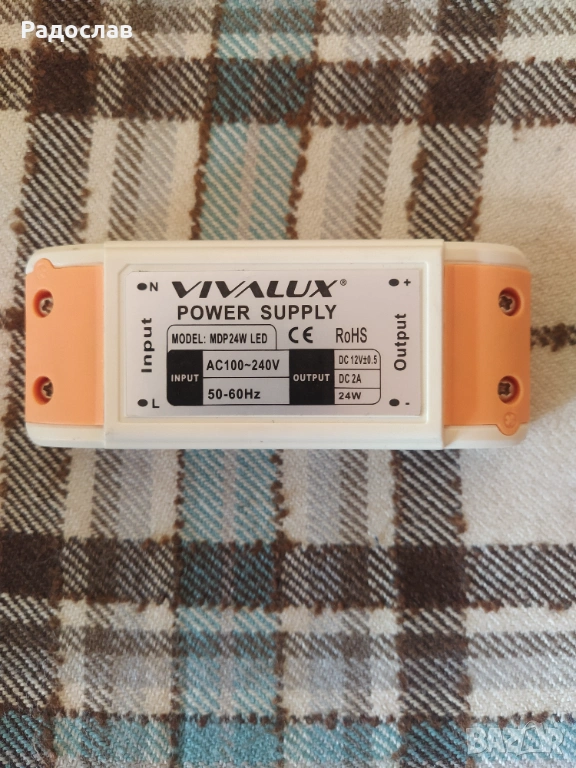 Радослав
N
VIVALUX®
POWER SUPPLY
+
Input
MODEL: MDP24W LED
CE
RoHS
Output
INPUT
AC100~240V
50-60Hz
OUTPUT
DC 12V±0.5
DC 2A
24W
L
-
BAZAR